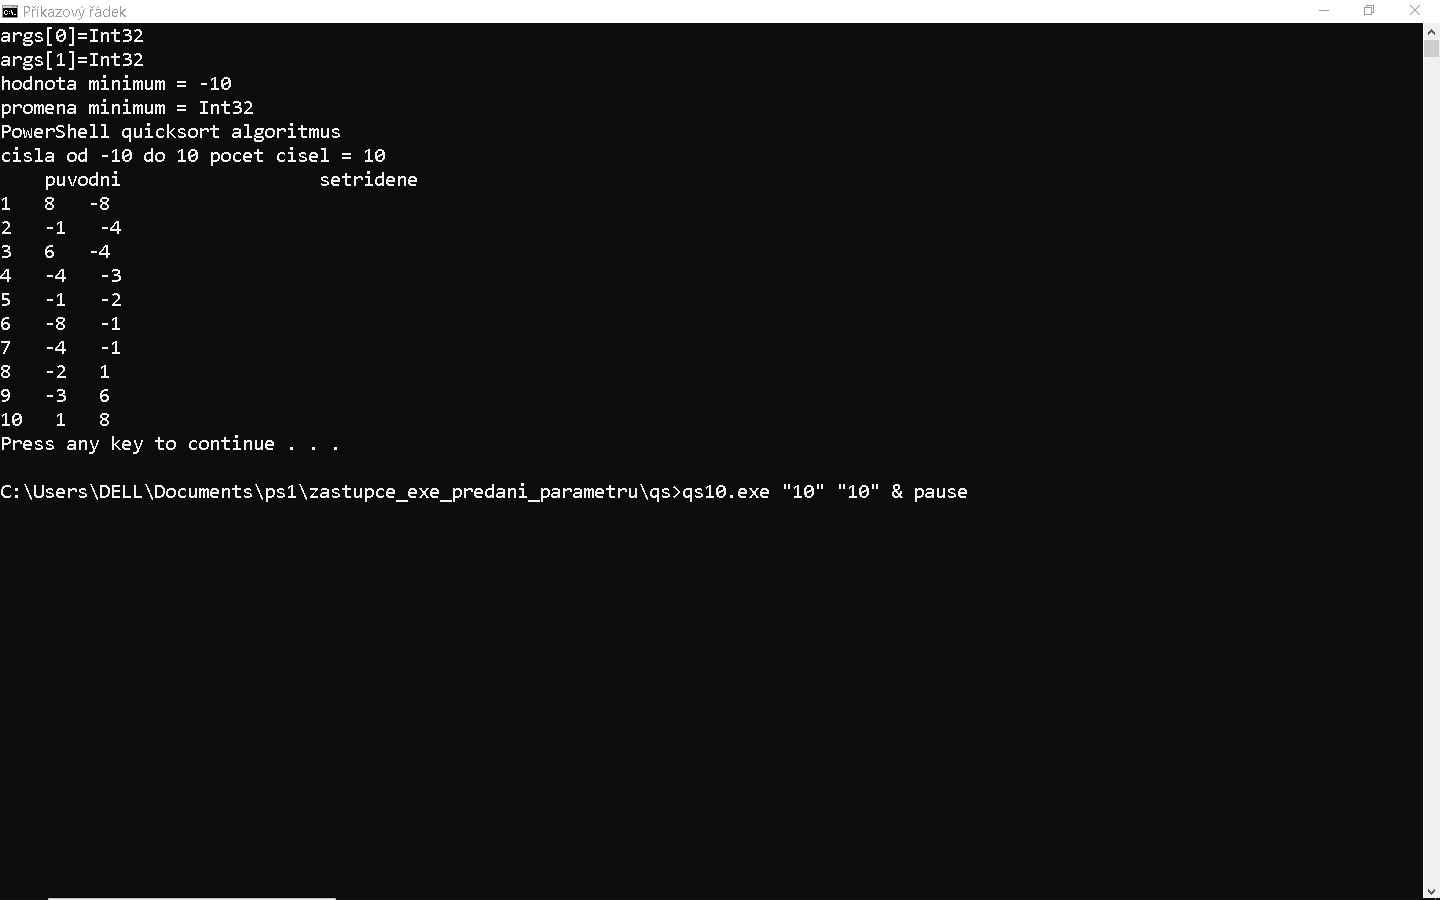 Příkazový řádek
args[0]=Int32
args[1]=Int32
hodnota minimum = -10
promena minimum = Int32
PowerShell quicksort algoritmus
cisla od -10 do 10 pocet cisel = 10
    puvodni                  setridene
1   8   -8
2   -1   -4
3   6   -4
4   -4   -3
5   -1   -2
6   -8   -1
7   -4   -1
8   -2   1
9   -3   6
10   1   8
Press any key to continue . . .
C:\Users\DELL\Documents\ps1\zastupce_exe_predani_parametru\qs>qs10.exe "10" "10" & pause